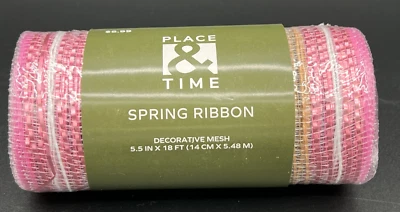 PLACE
&
TIME
SPRING RIBBON
DECORATIVE MESH
5.5 IN X 18 FT (14 CM X 5.48 M)